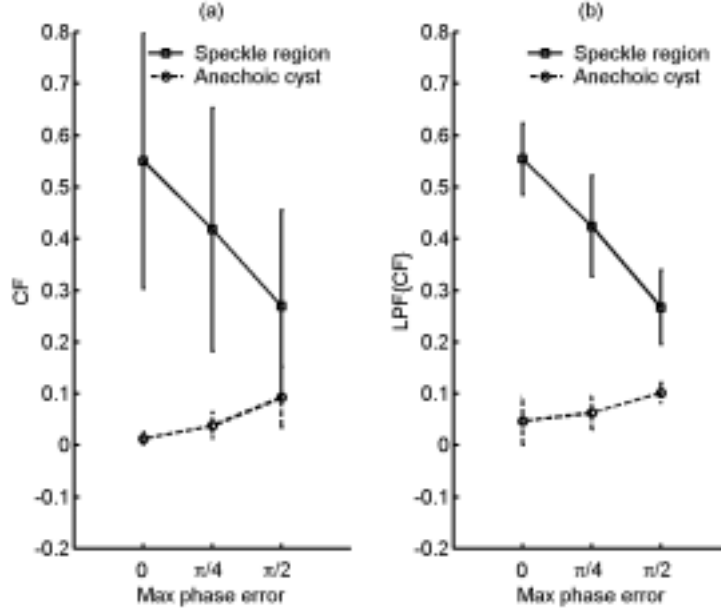 (a)
0.8
0.7
0.6
0.5
0.4
0.3
0.2
0.1
0
-0.1
-0.2
CF
Speckle region
Anechoic cyst
0 π/4 π/2
Max phase error
(b)
0.8
0.7
0.6
0.5
0.4
0.3
0.2
0.1
0
-0.1
-0.2
LPF{CF}
Speckle region
Anechoic cyst
0 π/4 π/2
Max phase error